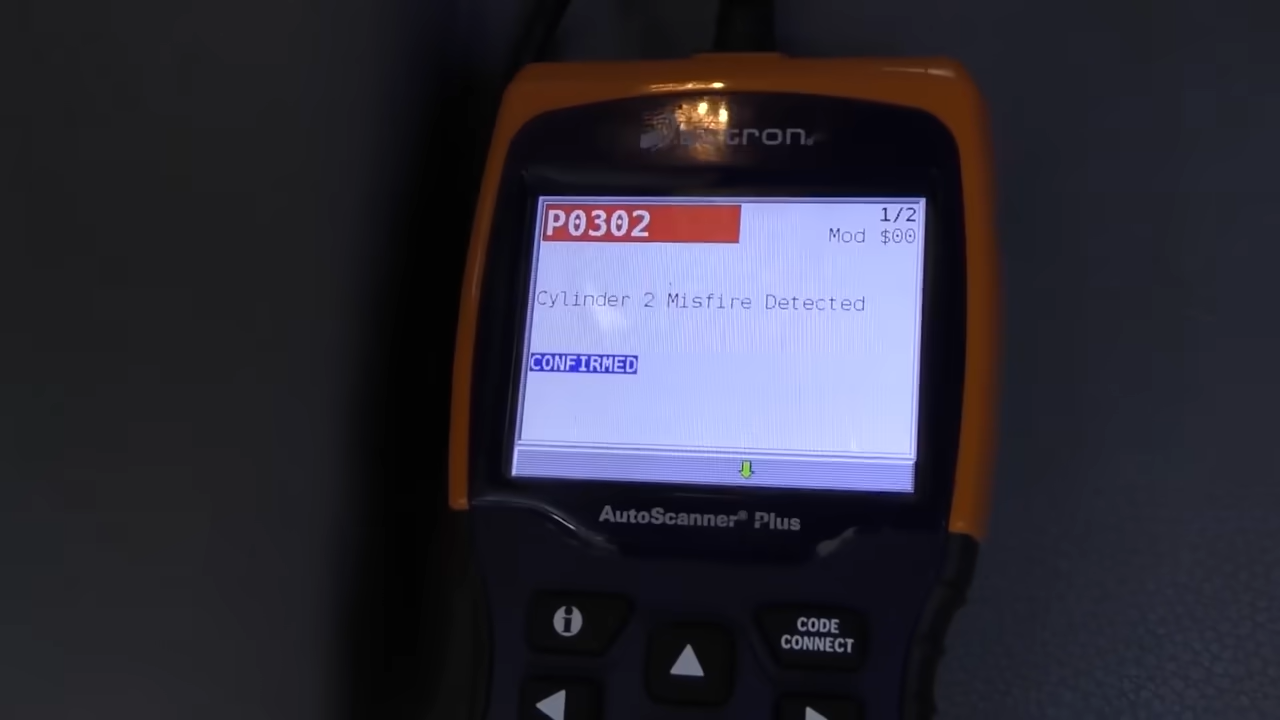 P0302
1/2
Mod $00
Cylinder 2 Misfire Detected
CONFIRMED
AutoScanner® Plus
CODE
CONNECT